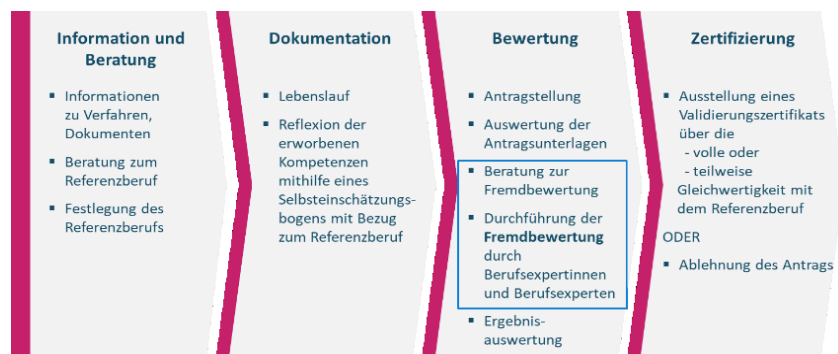 Information und
Beratung
▪ Informationen
zu Verfahren,
Dokumenten
▪ Beratung zum
Referenzberuf
▪ Festlegung des
Referenzberufs
Dokumentation
▪ Lebenslauf
▪ Reflexion der
erworbenen
Kompetenzen
mithilfe eines
Selbsteinschätzungs-
bogens mit Bezug
zum Referenzberuf
Bewertung
▪ Antragstellung
▪ Auswertung der
Antragsunterlagen
▪ Beratung zur
Fremdbewertung
▪ Durchführung der
Fremdbewertung
durch
Berufsexpertinnen
und Berufsexperten
▪ Ergebnis-
auswertung
Zertifizierung
▪ Ausstellung eines
Validierungszertifikats
über die
- volle oder
- teilweise
Gleichwertigkeit mit
dem Referenzberuf
ODER
▪ Ablehnung des Antrags